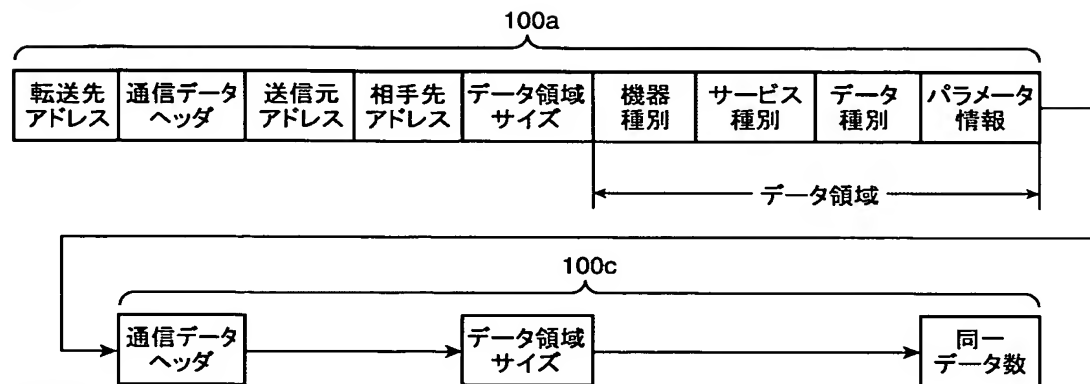 100a
転送先
アドレス
通信データ
ヘッダ
送信元
アドレス
相手先
アドレス
データ領域
サイズ
機器
種別
サービス
種別
データ
種別
パラメータ
情報
データ領域
100c
通信データ
ヘッダ
データ領域
サイズ
同一
データ数